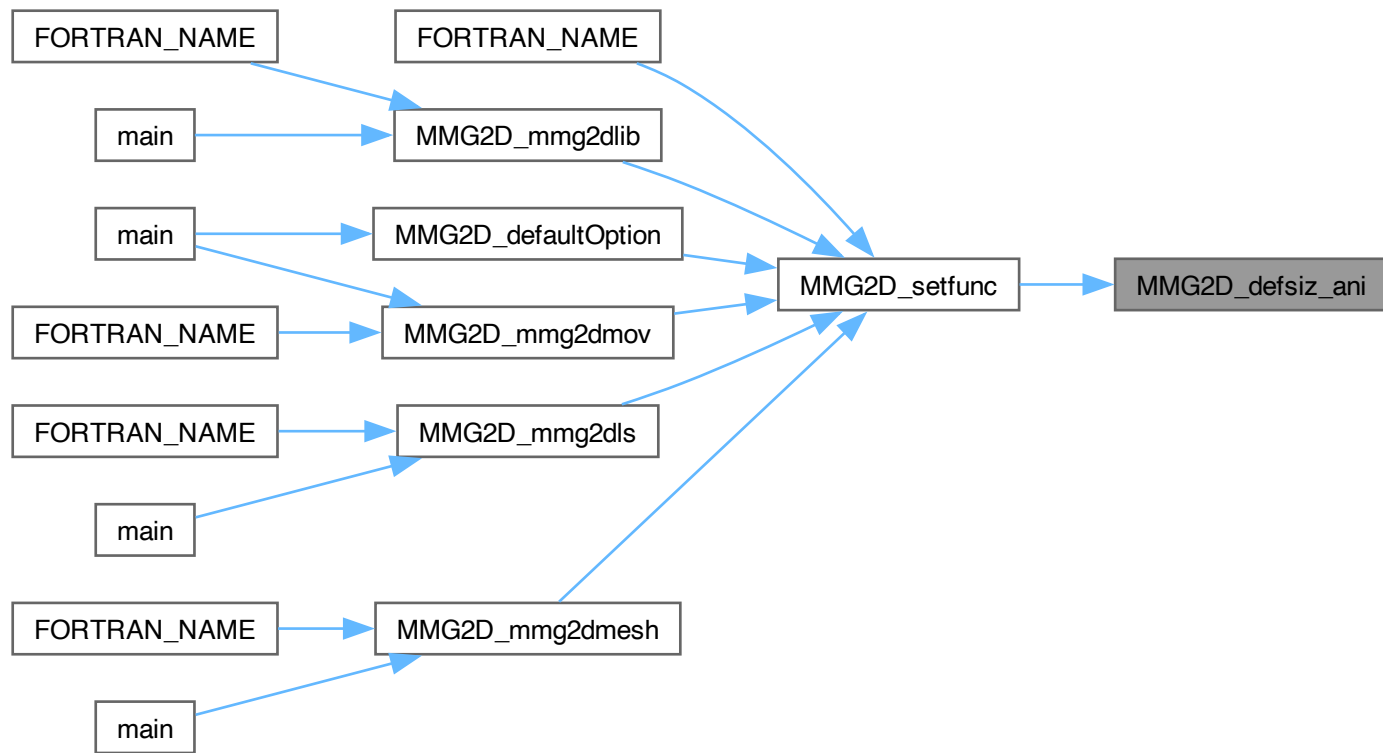 FORTRAN_NAME
FORTRAN_NAME
main
MMG2D_mmg2dlib
main
MMG2D_defaultOption
MMG2D_setfunc
MMG2D_defsiz_ani
FORTRAN_NAME
MMG2D_mmg2dmov
FORTRAN_NAME
MMG2D_mmg2dls
main
FORTRAN_NAME
MMG2D_mmg2dmesh
main